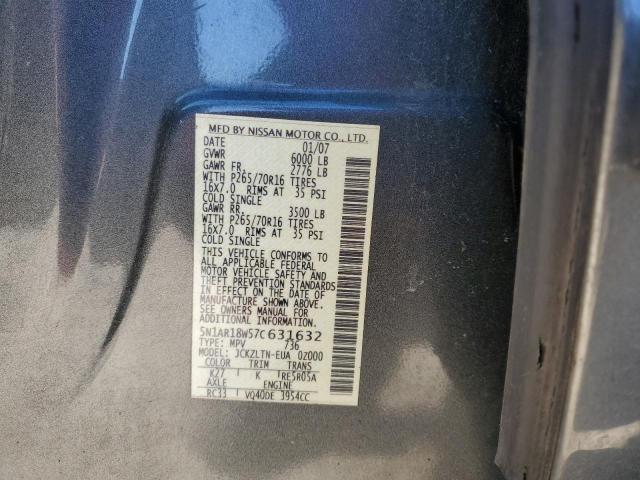 MFD BY NISSAN MOTOR CO., LTD.
DATE 01/07
GVWR 6000 LB
GAWR FR. 2776 LB
WITH P265/70R16 TIRES
16X7.0 RIMS AT 35 PSI
COLD SINGLE
GAWR RR. 3500 LB
WITH P265/70R16 TIRES
16X7.0 RIMS AT 35 PSI
COLD SINGLE
THIS VEHICLE CONFORMS TO
ALL APPLICABLE FEDERAL
MOTOR VEHICLE SAFETY AND
THEFT PREVENTION STANDARDS
IN EFFECT ON THE DATE OF
MANUFACTURE SHOWN ABOVE.
SEE OWNERS MANUAL FOR
ADDITIONAL INFORMATION.
5N1AR18W57C631632
TYPE MPV 736
MODEL JCKZLTN-EUA 0Z000
COLOR TRIM TRANS
K27 K RE5R05A
AXLE ENGINE
RC33 VQ40DE 3954CC